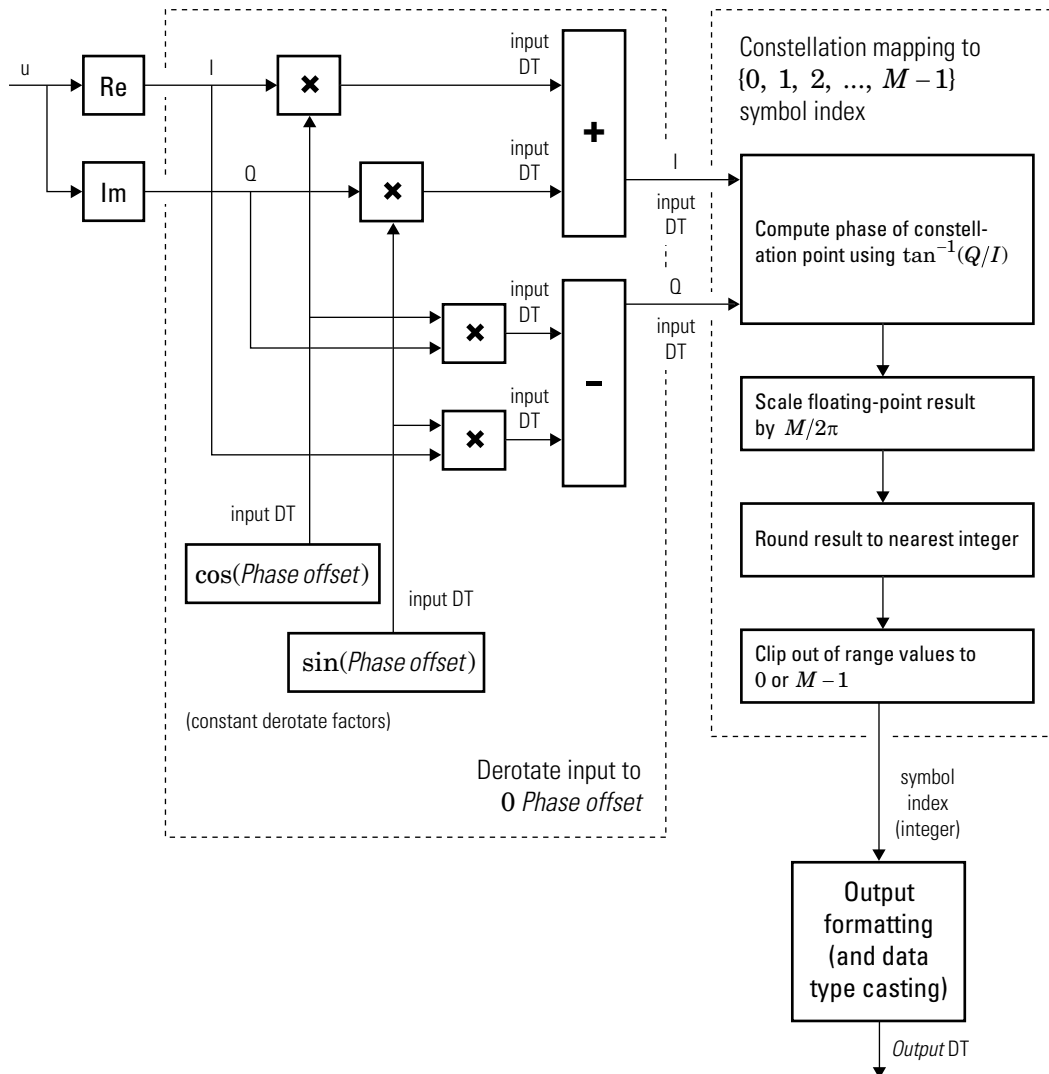 u
Re
I
×
input
DT
+
Im
Q
×
input
DT
I
input
DT
Q
input
DT
×
input
DT
−
×
input
DT
input DT
cos(Phase offset)
input DT
sin(Phase offset)
(constant derotate factors)
Derotate input to
0 Phase offset
Constellation mapping to
{0, 1, 2, ..., M – 1}
symbol index
Compute phase of constell-
ation point using tan⁻¹(Q/I)
Scale floating-point result
by M/2π
Round result to nearest integer
Clip out of range values to
0 or M – 1
symbol
index
(integer)
Output
formatting
(and data
type casting)
Output DT